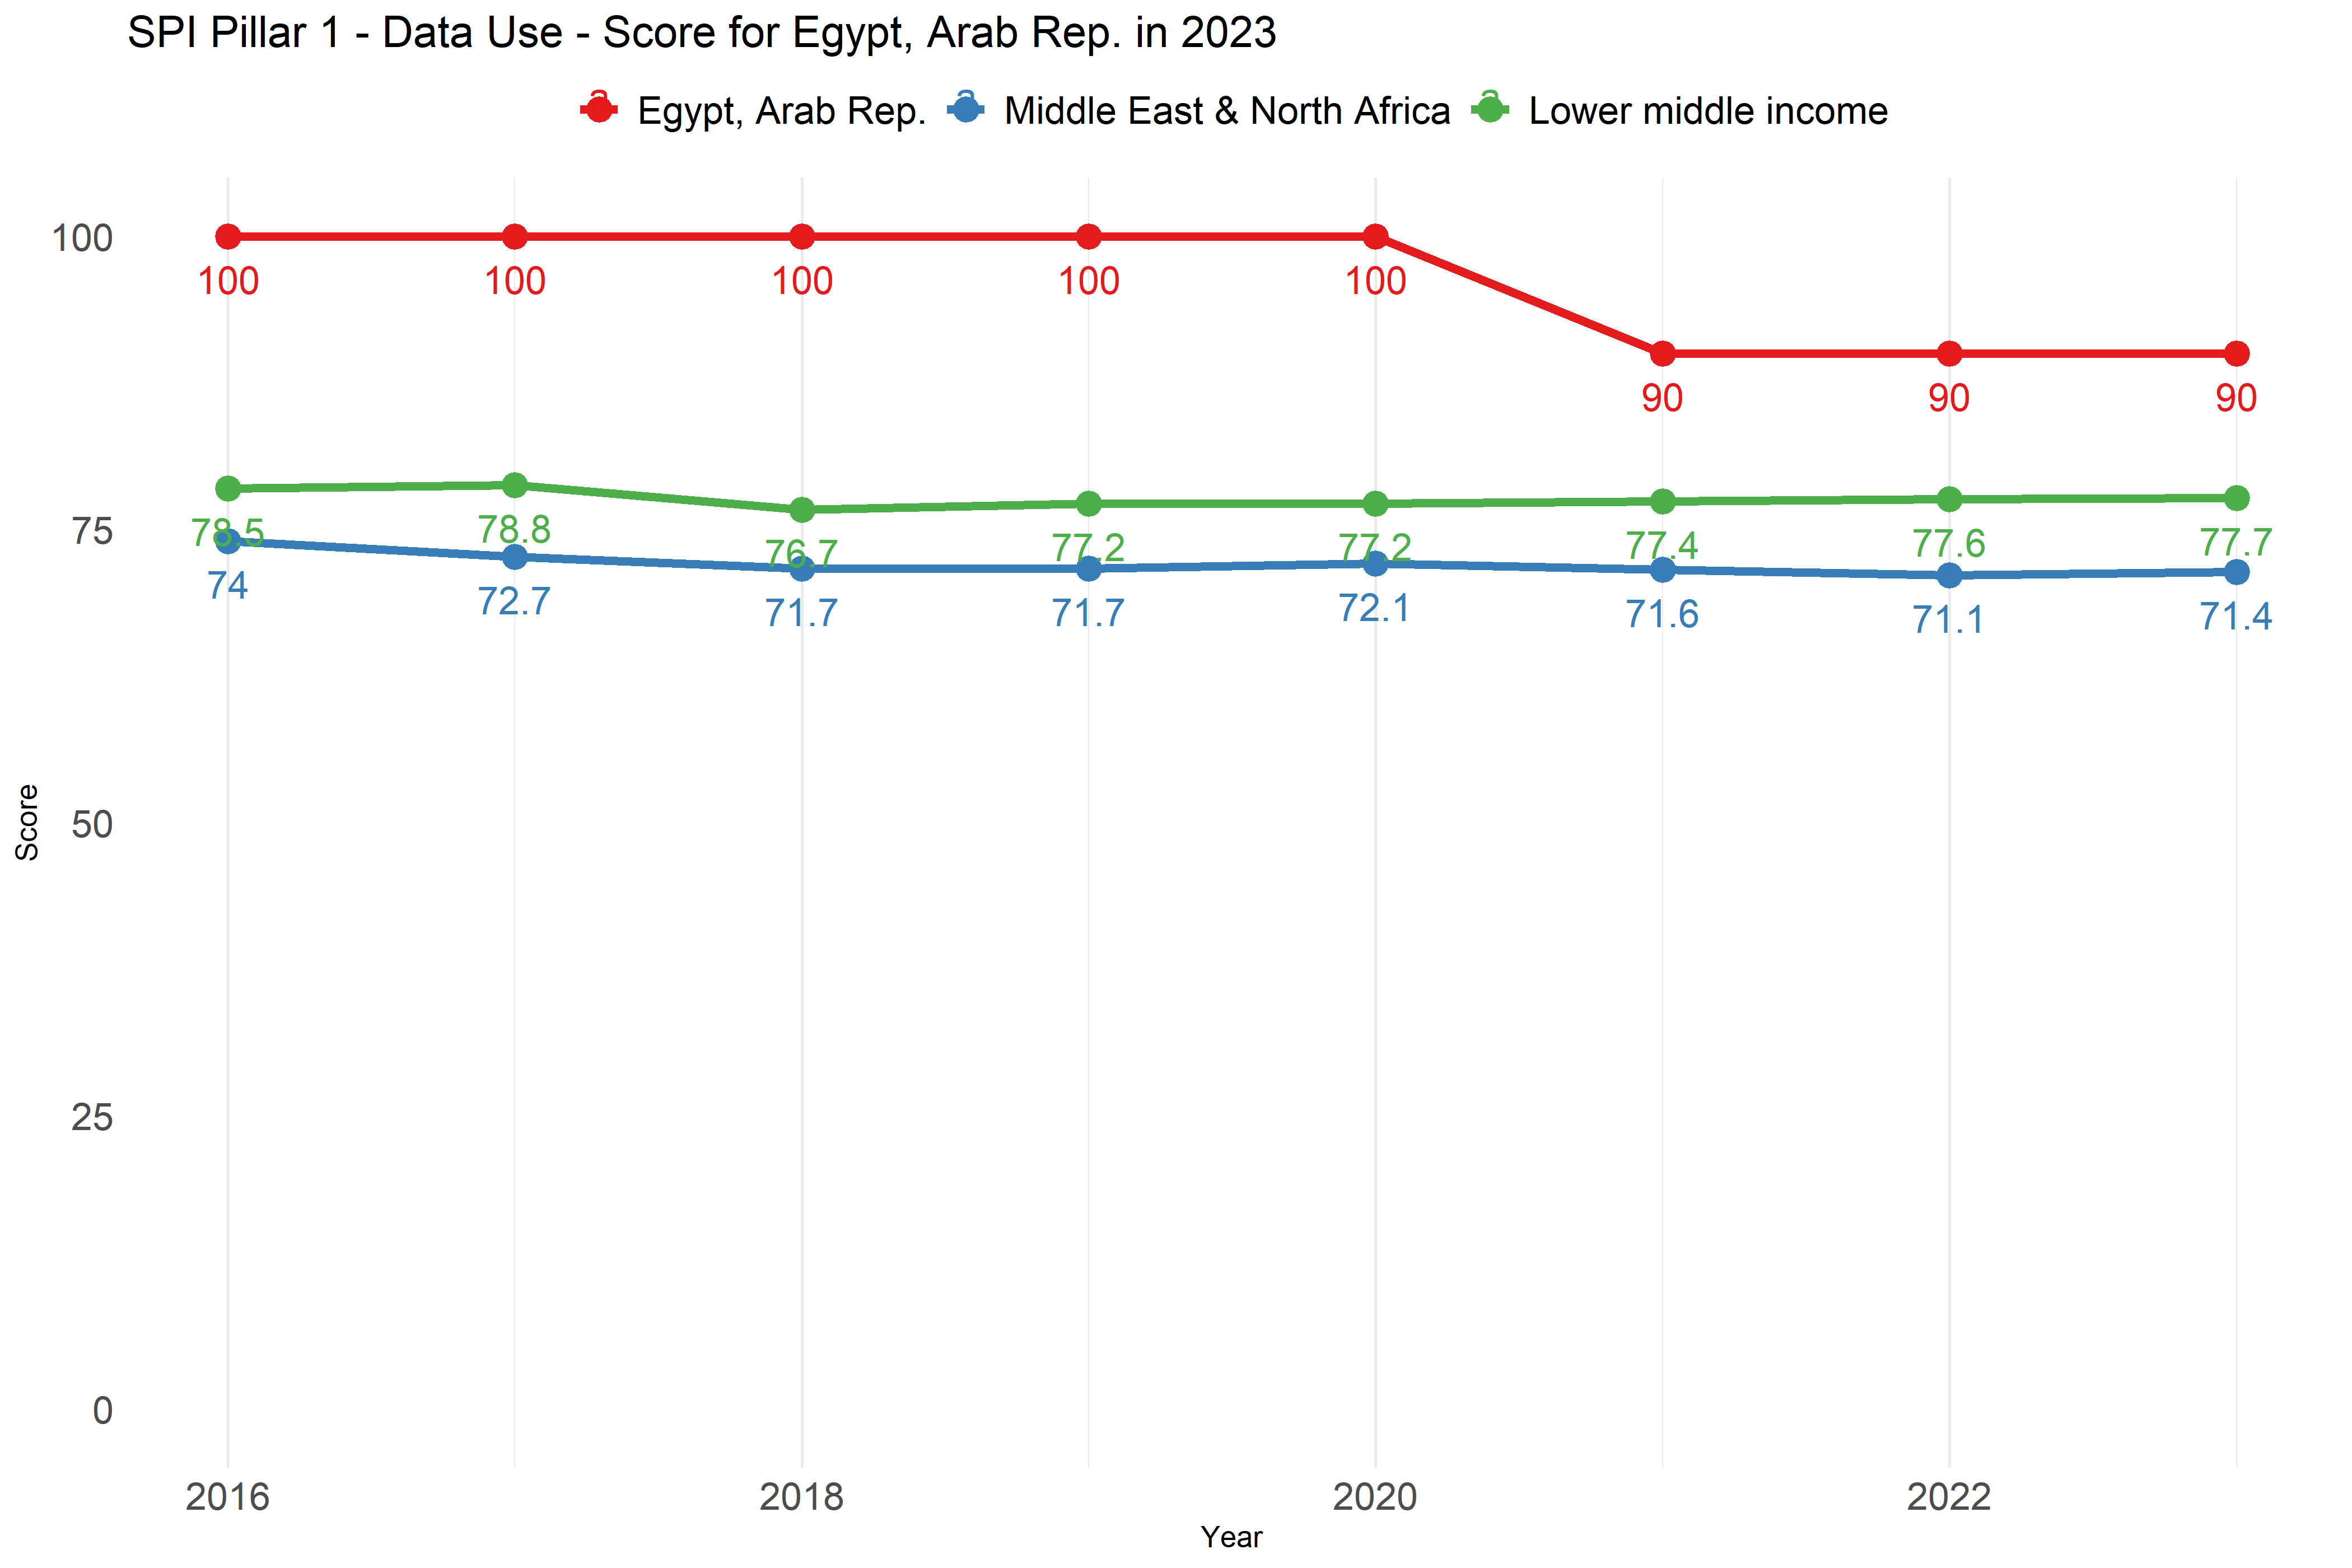 SPI Pillar 1 - Data Use - Score for Egypt, Arab Rep. in 2023
Egypt, Arab Rep. Middle East & North Africa Lower middle income
100
100 100 100 100 100
90 90 90
75
78.5 78.8 76.7 77.2 77.2 77.4 77.6 77.7
74 72.7 71.7 71.7 72.1 71.6 71.1 71.4
Score
50
25
0
2016 2018 2020 2022
Year